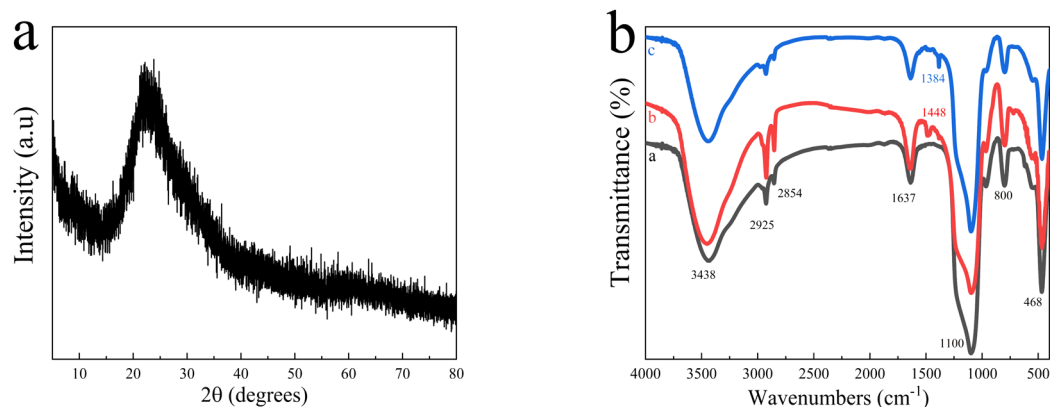 a
Intensity (a.u)
10 20 30 40 50 60 70 80
2θ (degrees)
b
Transmittance (%)
c
b
a
1384
1448
3438
2925
2854
1637
1100
800
468
4000 3500 3000 2500 2000 1500 1000 500
Wavenumbers (cm⁻¹)